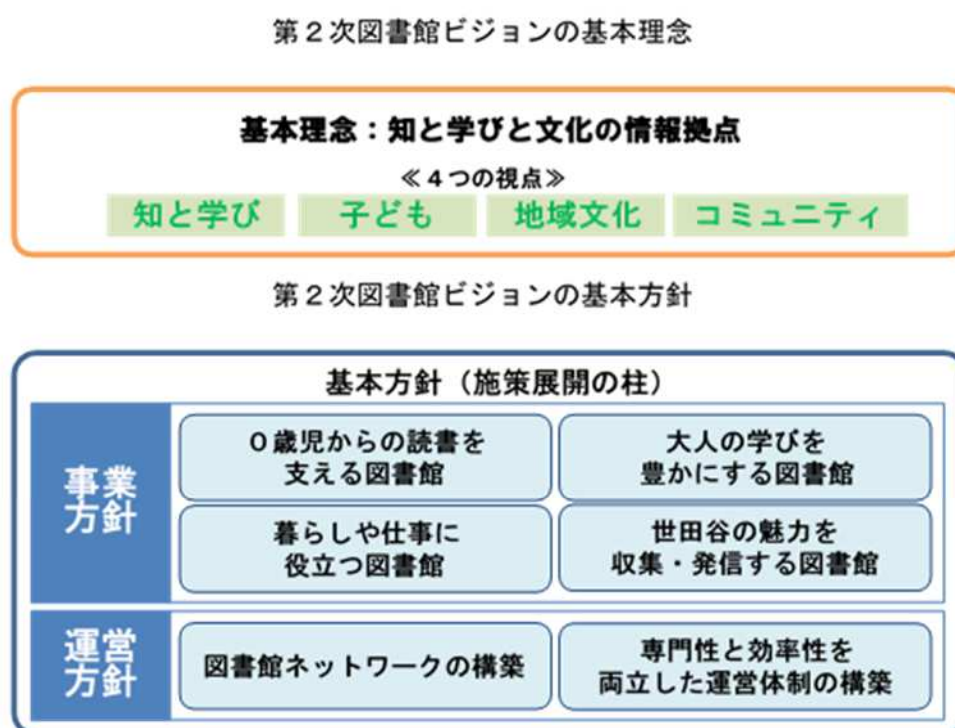 第２次図書館ビジョンの基本理念
基本理念：知と学びと文化の情報拠点
≪４つの視点≫
知と学び 子ども 地域文化 コミュニティ
第２次図書館ビジョンの基本方針
基本方針（施策展開の柱）
事業
方針
０歳児からの読書を
支える図書館
大人の学びを
豊かにする図書館
暮らしや仕事に
役立つ図書館
世田谷の魅力を
収集・発信する図書館
運営
方針
図書館ネットワークの構築
専門性と効率性を
両立した運営体制の構築